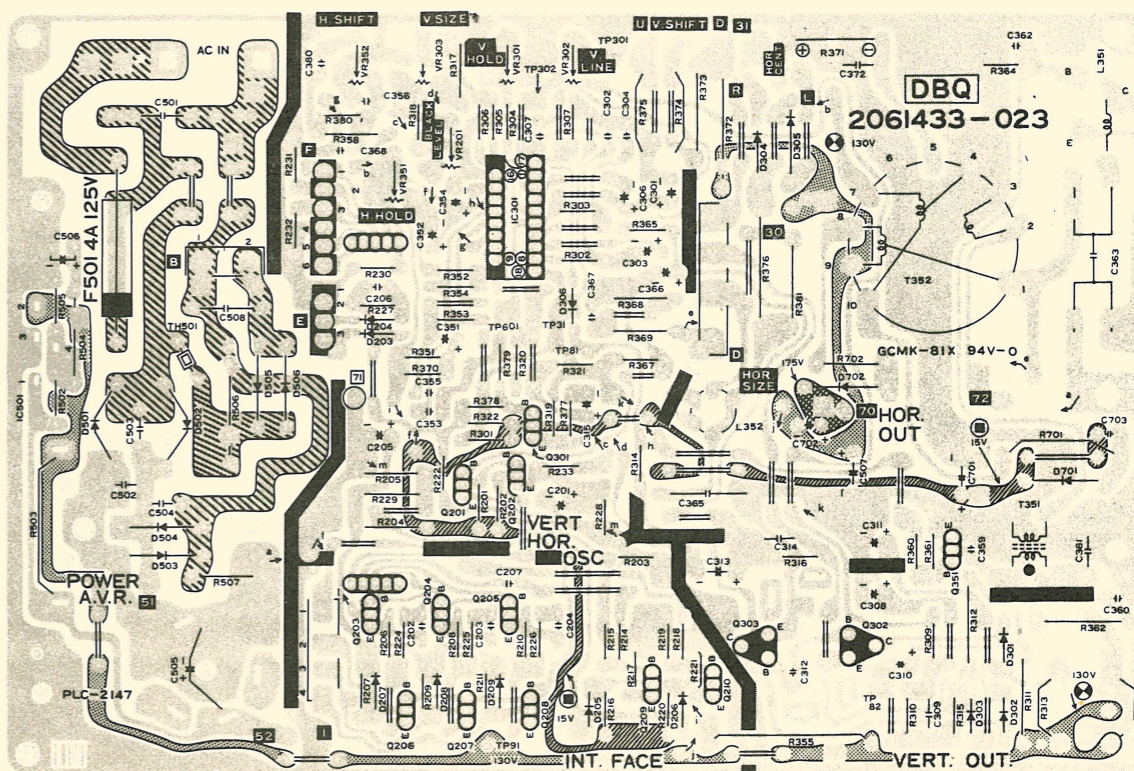 H.SHIFT V.SIZE U V.SHIFT D 31
AC IN
C380 VR352 VR303 R317 V HOLD VR301 TP302 VR302 TP301 V LINE HOR CENT R371 C372 C362 R364 L351
C501
C356 R318 R306 R305 R304 C307 R307 C302 C304 R375 R374 R373
DBQ
2061433-023
R380 R358 BLACK LEVEL VR201 R R372 D304 L D305 130V
R231 F C368 VR351 IC301
F501 4A 125V
C506 R232 H.HOLD C352 C354 R303 C306 C301 R365 R302 C303 30 R376 R381 T352 C363
B
R505 C508 R230 R352 C206 R354 R227 R353 D204 C351 D203 D306 C367 C366 R368
TH501 E TP601 TP31 R369
R504 R351 R370 C355 R379 R320 TP81 R321 R367 D R702 D702
GCMK-81X 94V-0
IC501 R502 D501 C503 D502 R506 D505 D506 71 R378 R322 R301 R319 R377 C315 HOR SIZE 175V C702 70 HOR. OUT 72 15V
C353 C205 Q301 L352 C703 R701 D701
C502 R205 R222 R233 R314 C507 C701 T351
R503 C504 R229 Q201 R201 R202 Q202 C201 R228 C365
D504 R204 VERT HOR. OSC R203 C314 R316 C311 R360 R361 C359 C361
D503 R507 C207 C313 Q351
POWER A.V.R. 51 Q204 Q205 C308 C360
Q203 R206 R224 C202 R208 R225 C203 R210 R226 C204 R215 R214 R219 R218 Q303 Q302 R309 R312 D301 R362
C505 R217 R221 Q210 C312 C310
PLC-2147 R207 D207 R209 D208 R211 D209 Q208 15V D205 R216 Q209 R220 D206 TP 82 R310 C309 R315 D303 D302 R311 R313 130V
52 I Q206 Q207 TP91 130V INT. FACE R355 VERT. OUT